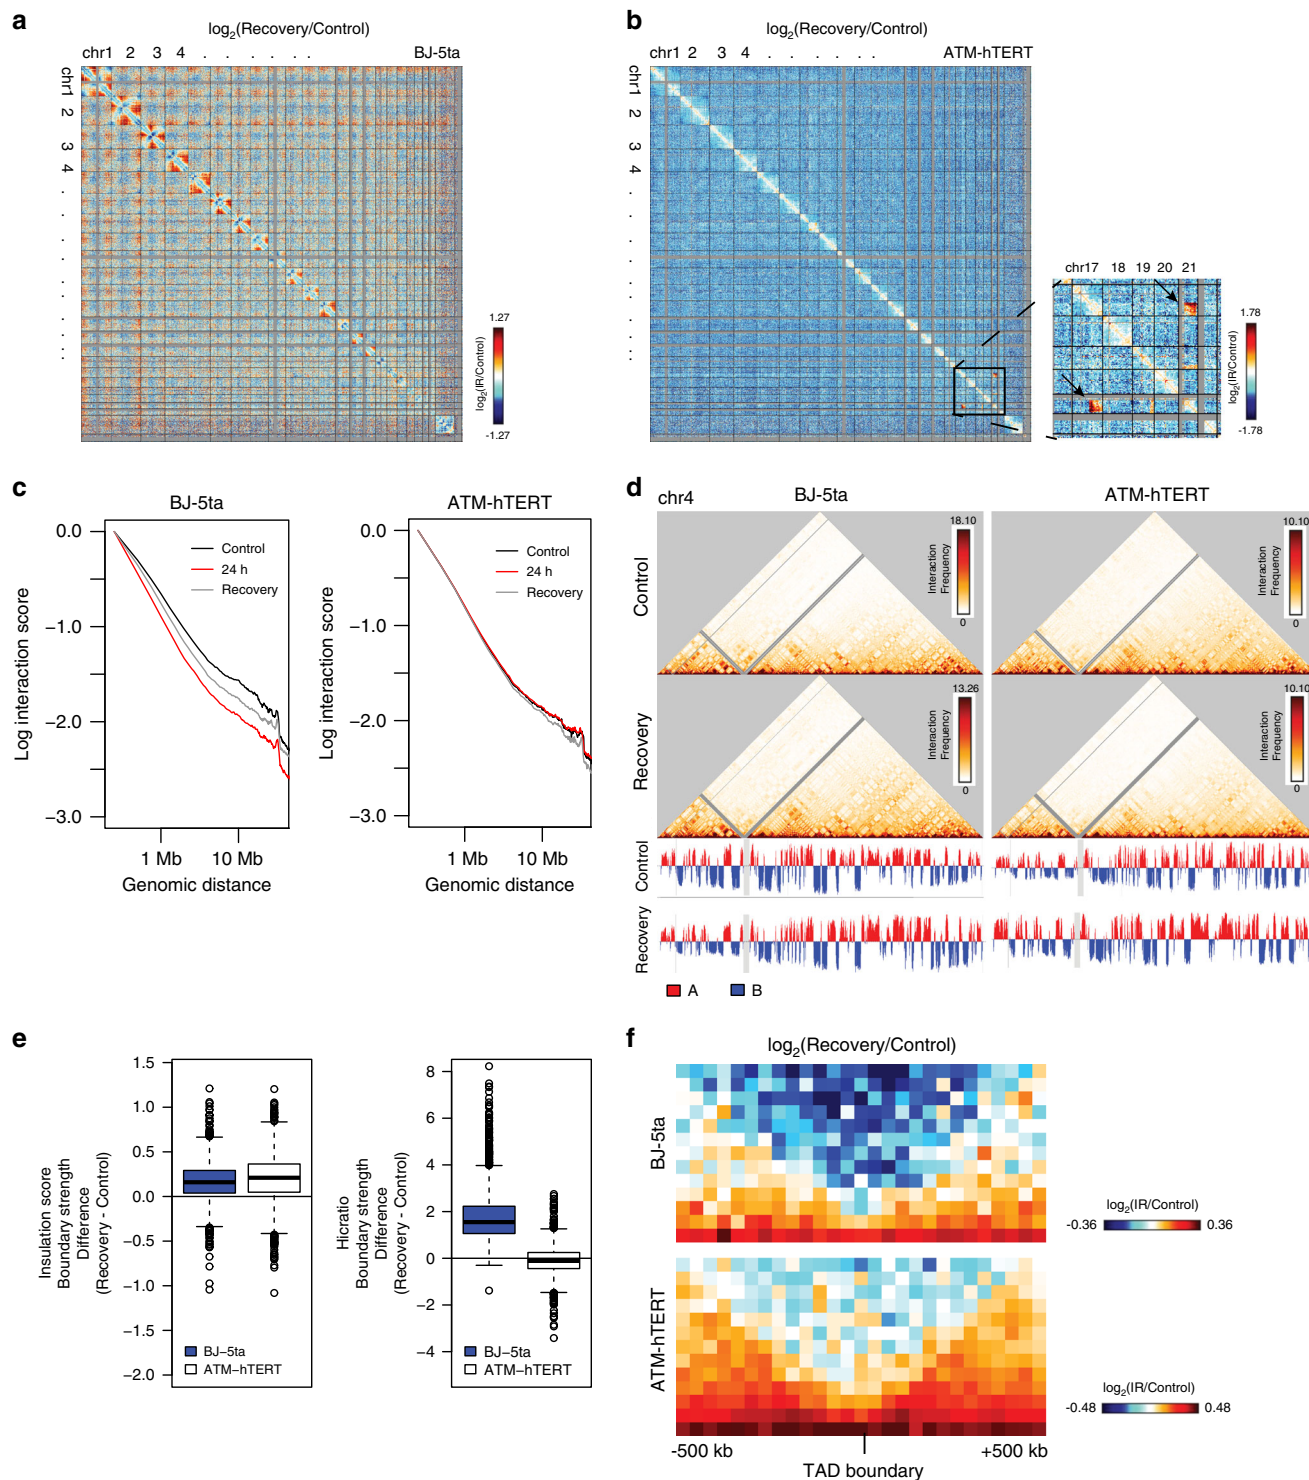 a
log2(Recovery/Control)
chr1 2 3 4 . . . . . . BJ-5ta
chr1
2
3
4
.
.
.
.
.
.
.
.
1.27
log2(IR/Control)
-1.27
b
log2(Recovery/Control)
chr1 2 3 4 . . . . . . ATM-hTERT
chr1
2
3
4
.
.
.
.
.
.
.
.
chr17 18 19 20 21
1.78
log2(IR/Control)
-1.78
c
BJ-5ta
Log interaction score
0.0
−1.0
−2.0
−3.0
Control
24 h
Recovery
1 Mb 10 Mb
Genomic distance
ATM-hTERT
Log interaction score
0.0
−1.0
−2.0
−3.0
Control
24 h
Recovery
1 Mb 10 Mb
Genomic distance
d
chr4 BJ-5ta ATM-hTERT
Control
18.10
Interaction
Frequency
0
10.10
Interaction
Frequency
0
Recovery
13.26
Interaction
Frequency
0
10.10
Interaction
Frequency
0
Control
Recovery
A B
e
Insulation score
Boundary strength
Difference
(Recovery - Control)
1.5
1.0
0.5
0.0
−0.5
−1.0
−1.5
−2.0
BJ–5ta
ATM–hTERT
Hicratio
Boundary strength
Difference
(Recovery - Control)
8
6
4
2
0
−2
−4
BJ–5ta
ATM–hTERT
f
log2(Recovery/Control)
BJ-5ta
log2(IR/Control)
-0.36 0.36
ATM-hTERT
log2(IR/Control)
-0.48 0.48
-500 kb +500 kb
TAD boundary